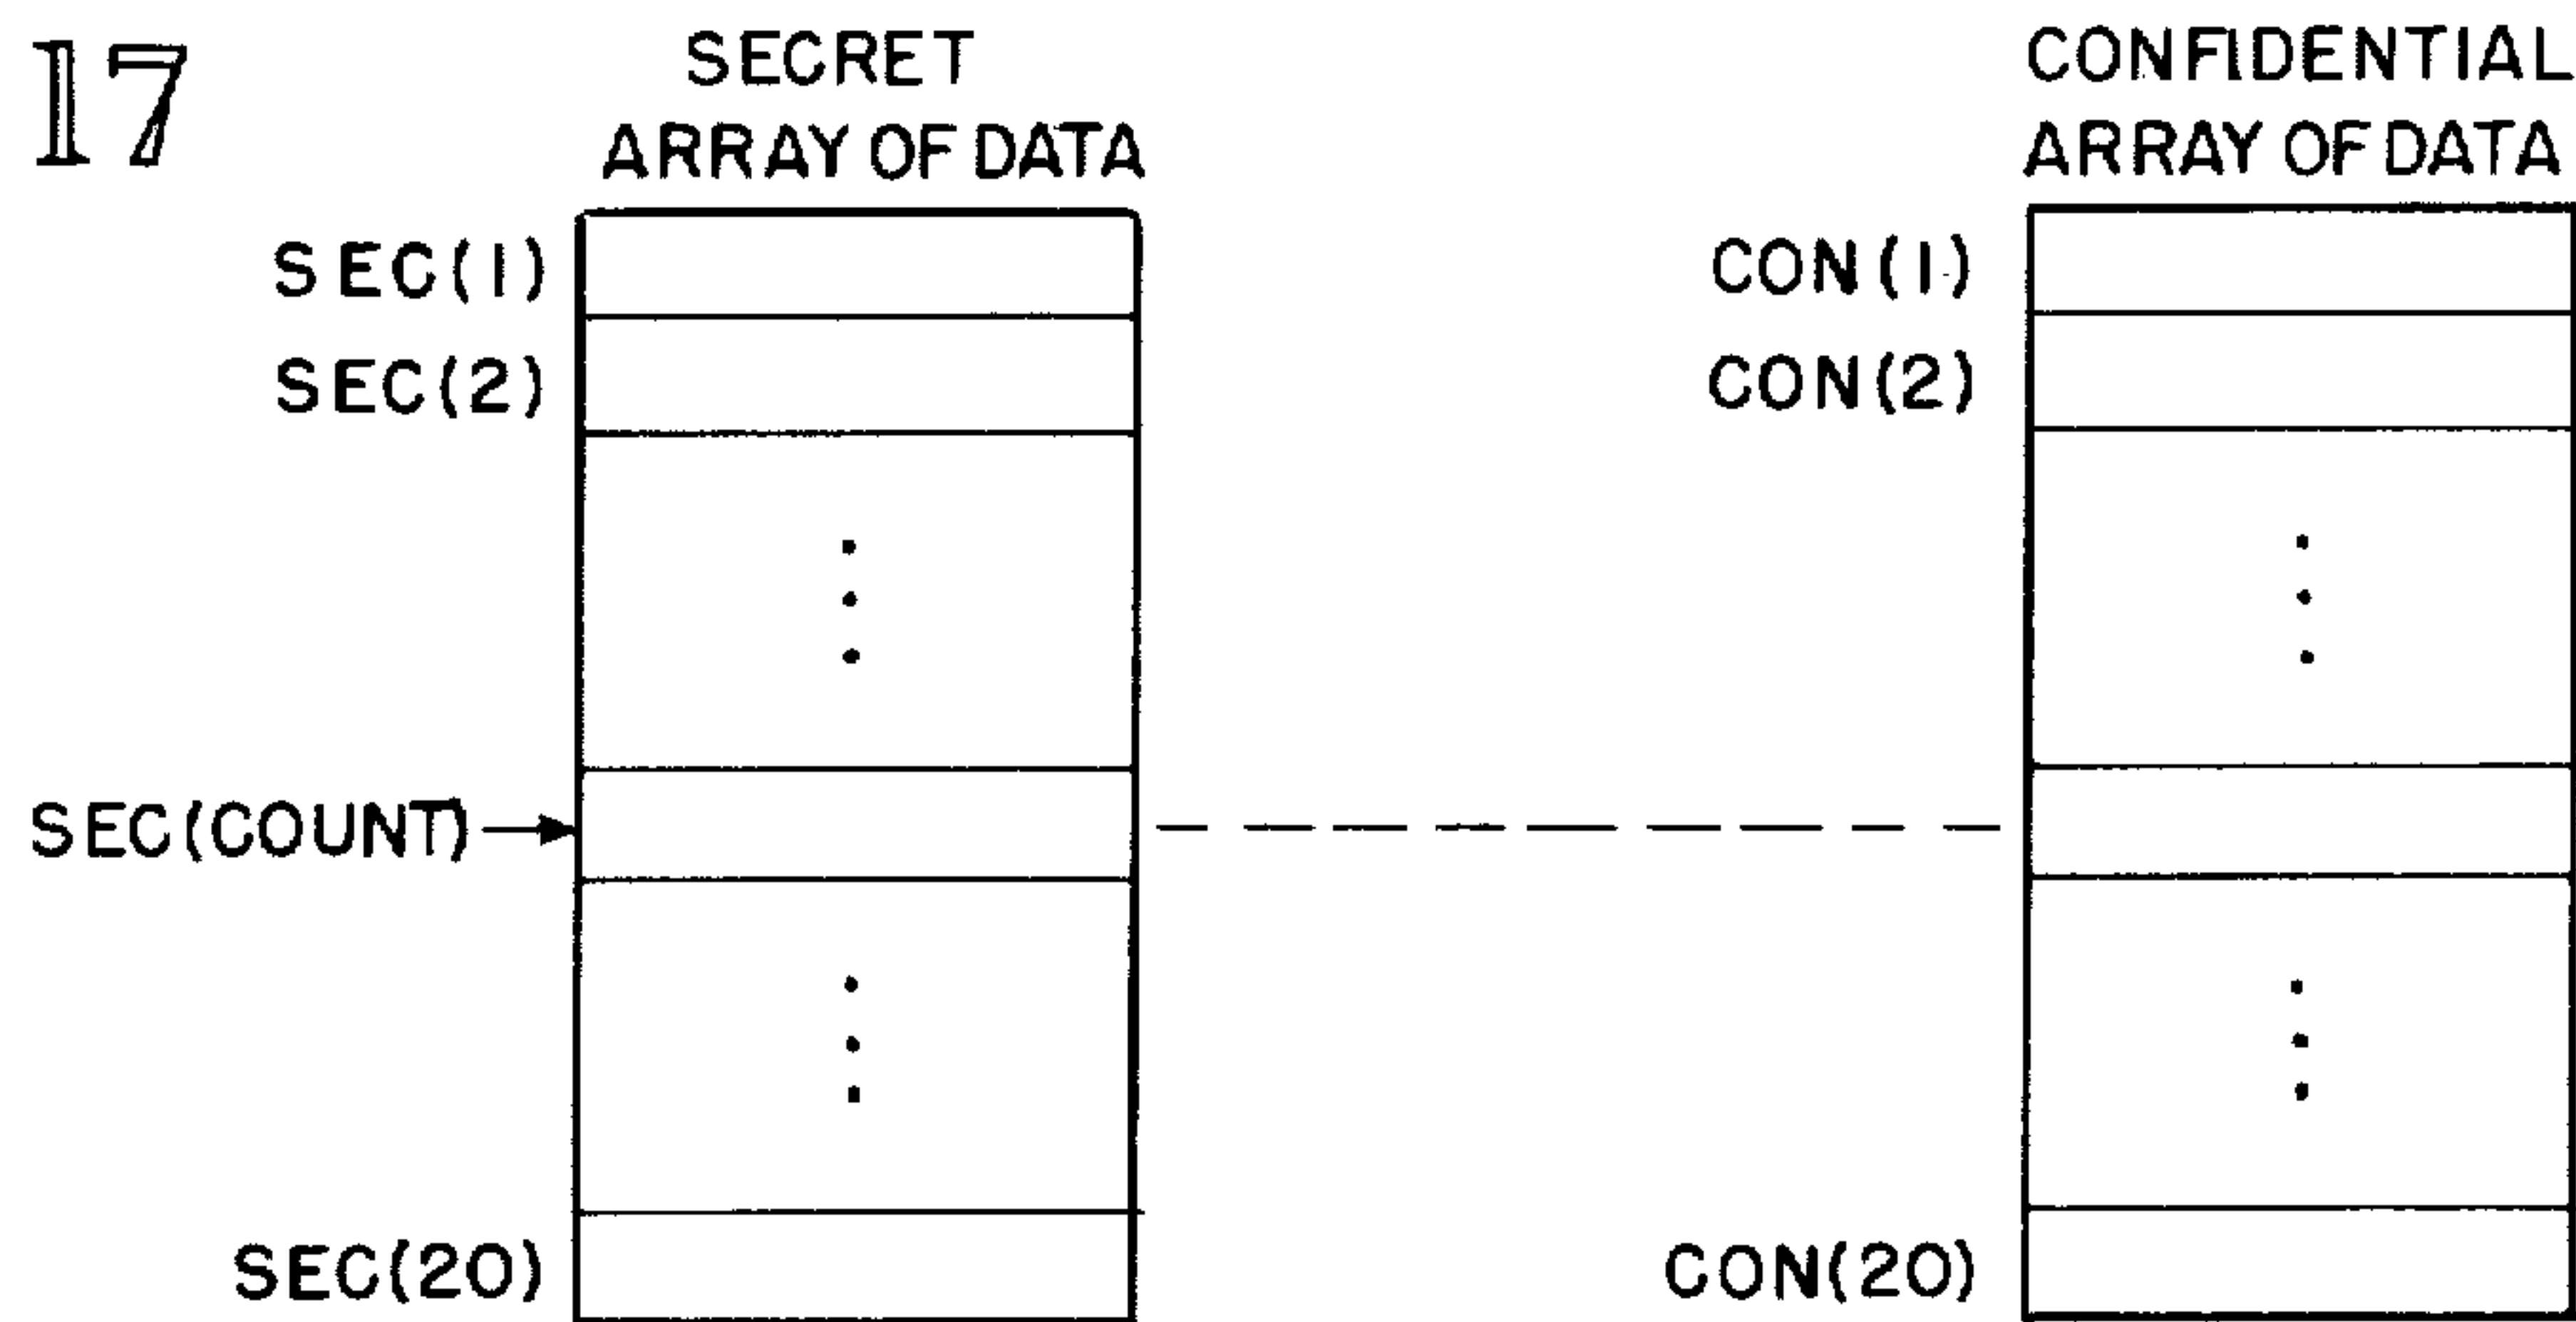 17
SECRET
ARRAY OF DATA
SEC(1)
SEC(2)
SEC(COUNT)
SEC(20)
CONFIDENTIAL
ARRAY OF DATA
CON(1)
CON(2)
CON(20)